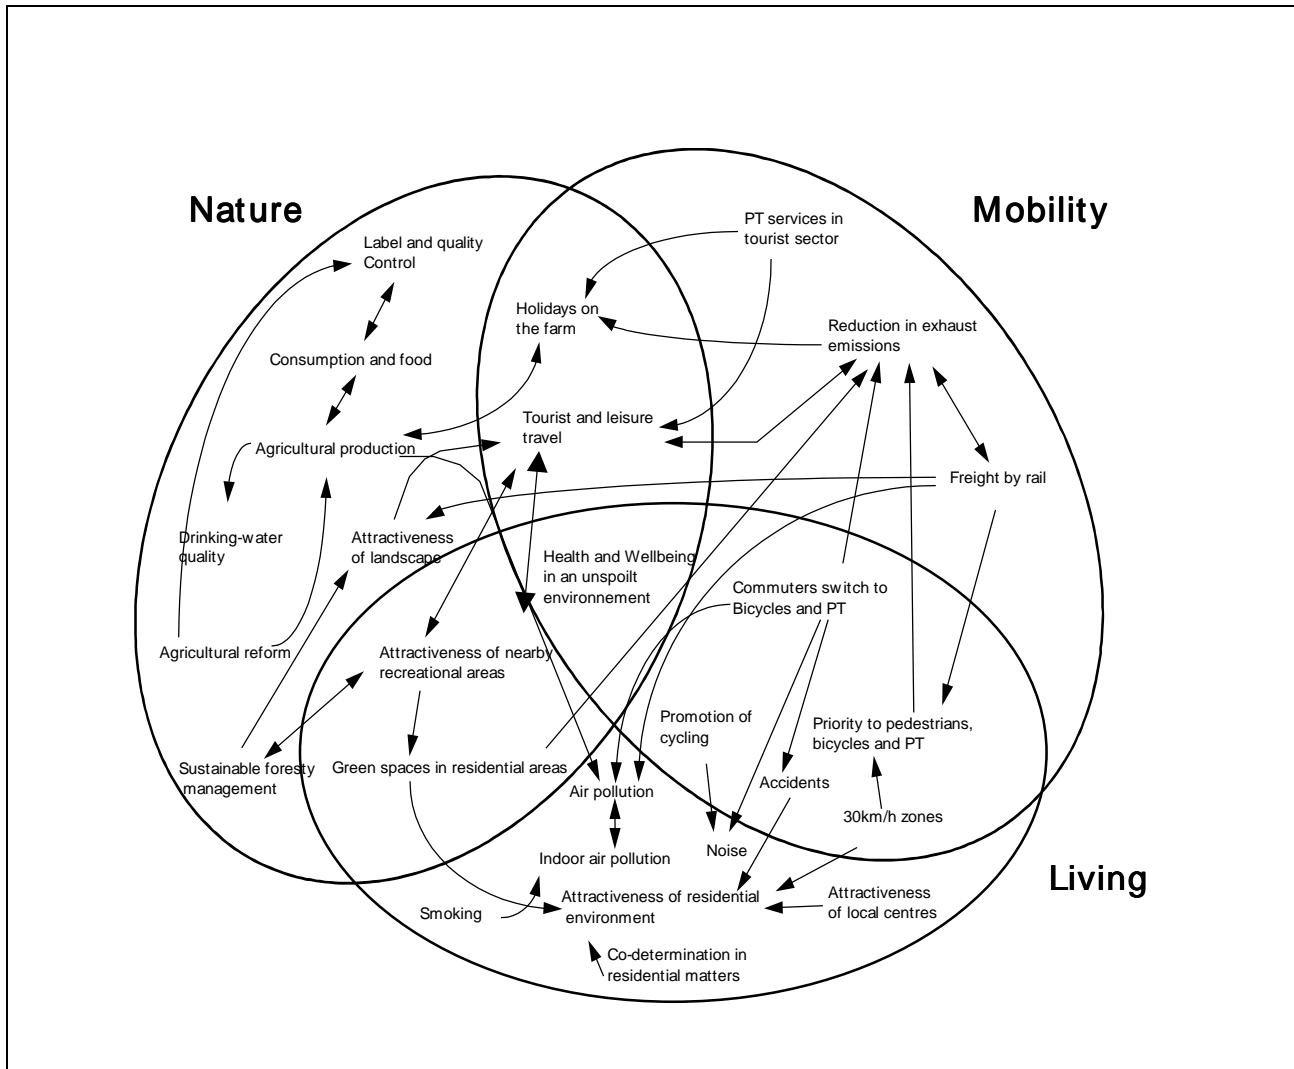 Nature
Mobility
PT services in
tourist sector
Label and quality
Control
Holidays on
the farm
Reduction in exhaust
emissions
Consumption and food
Tourist and leisure
travel
Agricultural production
Freight by rail
Drinking-water
quality
Attractiveness
of landscape
Health and Wellbeing
in an unspoilt
environnement
Commuters switch to
Bicycles and PT
Agricultural reform
Attractiveness of nearby
recreational areas
Promotion of
cycling
Priority to pedestrians,
bicycles and PT
Sustainable foresty
management
Green spaces in residential areas
Air pollution
Accidents
30km/h zones
Noise
Indoor air pollution
Living
Smoking
Attractiveness of residential
environment
Attractiveness
of local centres
Co-determination in
residential matters